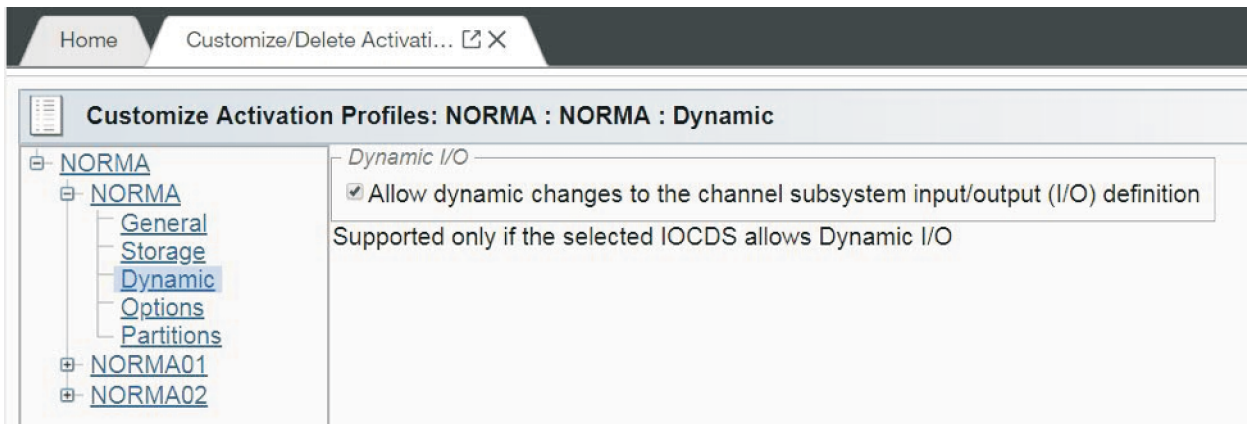 Home
Customize/Delete Activati...
Customize Activation Profiles: NORMA : NORMA : Dynamic
NORMA
NORMA
General
Storage
Dynamic
Options
Partitions
NORMA01
NORMA02
Dynamic I/O
Allow dynamic changes to the channel subsystem input/output (I/O) definition
Supported only if the selected IOCDS allows Dynamic I/O